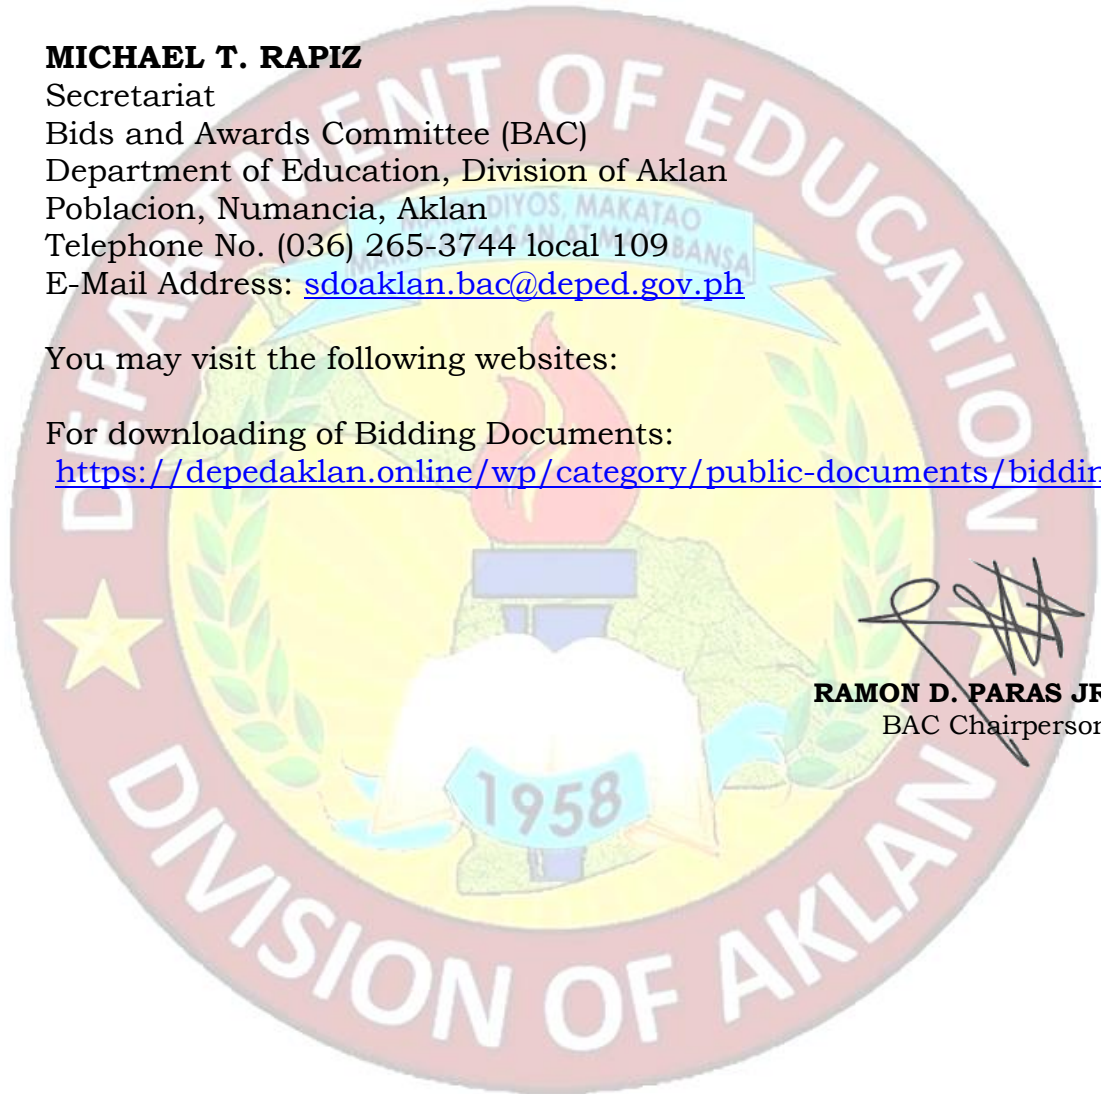 MICHAEL T. RAPIZ
Secretariat
Bids and Awards Committee (BAC)
Department of Education, Division of Aklan
Poblacion, Numancia, Aklan
Telephone No. (036) 265-3744 local 109
E-Mail Address: sdoaklan.bac@deped.gov.ph
You may visit the following websites:
For downloading of Bidding Documents:
https://depedaklan.online/wp/category/public-documents/biddin
RAMON D. PARAS JR
BAC Chairperson
DEPARTMENT OF EDUCATION
DIYOS, MAKATAO
1958
DIVISION OF AKLAN